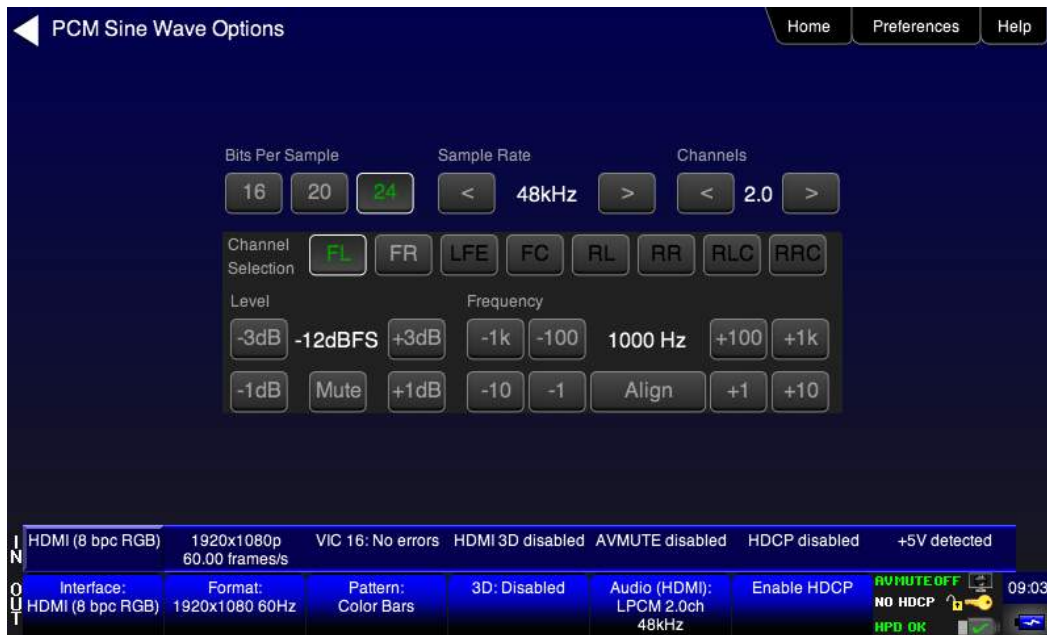 PCM Sine Wave Options
Home Preferences Help
Bits Per Sample Sample Rate Channels
16 20 24 < 48kHz > < 2.0 >
Channel
Selection
FL FR LFE FC RL RR RLC RRC
Level Frequency
-3dB -12dBFS +3dB -1k -100 1000 Hz +100 +1k
-1dB Mute +1dB -10 -1 Align +1 +10
IN
HDMI (8 bpc RGB) 1920x1080p VIC 16: No errors HDMI 3D disabled AVMUTE disabled HDCP disabled +5V detected
60.00 frames/s
OUT
Interface: Format: Pattern: 3D: Disabled Audio (HDMI): Enable HDCP AVMUTE OFF
HDMI (8 bpc RGB) 1920x1080 60Hz Color Bars LPCM 2.0ch NO HDCP 09:03
48kHz HPD OK